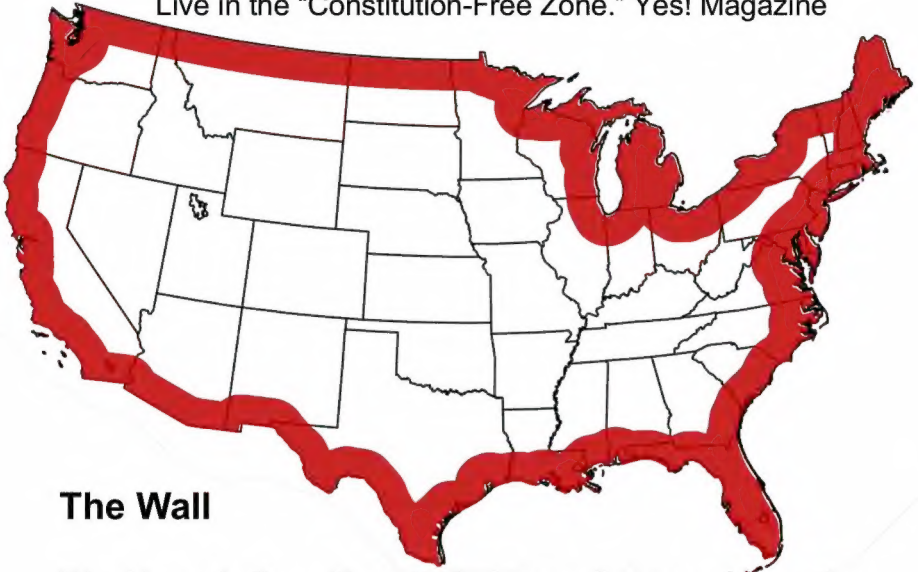 Live in the “Constitution-Free Zone.” Yes! Magazine
The Wall